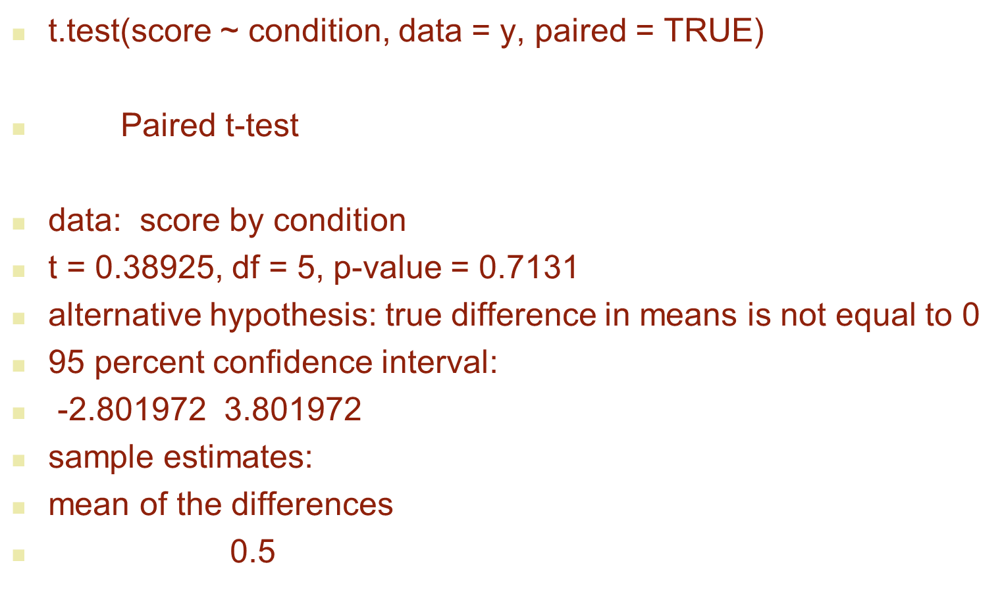 t.test(score ~ condition, data = y, paired = TRUE)
Paired t-test
data:  score by condition
t = 0.38925, df = 5, p-value = 0.7131
alternative hypothesis: true difference in means is not equal to 0
95 percent confidence interval:
-2.801972  3.801972
sample estimates:
mean of the differences
0.5